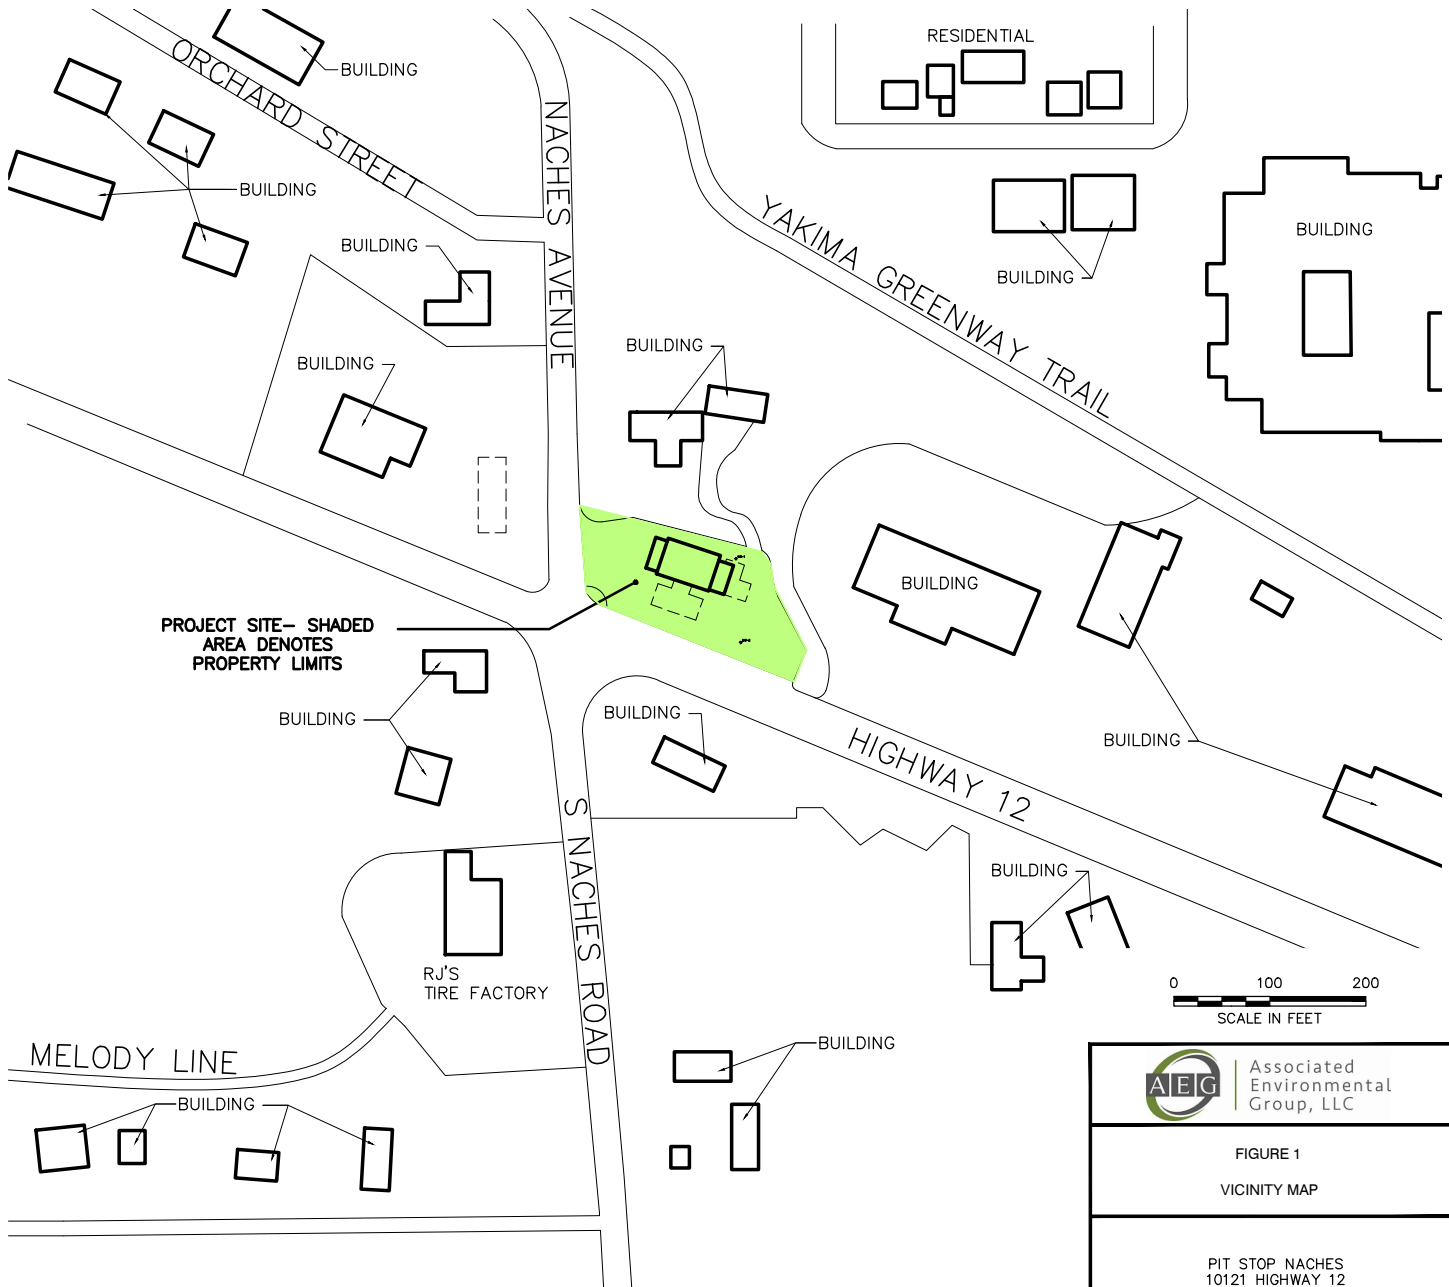 RESIDENTIAL
BUILDING
ORCHARD STREET
NACHES AVENUE
BUILDING
BUILDING
YAKIMA GREENWAY TRAIL
BUILDING
BUILDING
BUILDING
BUILDING
BUILDING
BUILDING
PROJECT SITE– SHADED
AREA DENOTES
PROPERTY LIMITS
BUILDING
BUILDING
HIGHWAY 12
BUILDING
S NACHES ROAD
BUILDING
RJ'S
TIRE FACTORY
0 100 200
SCALE IN FEET
MELODY LINE
BUILDING
BUILDING
AEG
Associated
Environmental
Group, LLC
FIGURE 1
VICINITY MAP
PIT STOP NACHES
10121 HIGHWAY 12